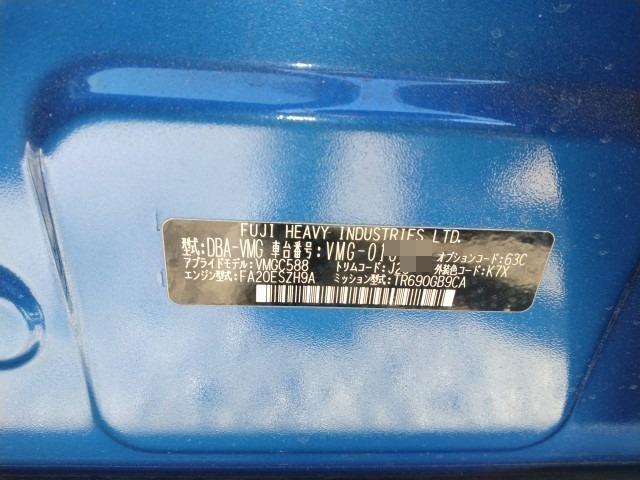 FUJI HEAVY INDUSTRIES LTD.
型式:DBA-VMG 車台番号:VMG-01 オプションコード:63C
アプライドモデル:VMGC588 トリムコード:J20 外装色コード:K7X
エンジン型式:FA20ESZH9A ミッション型式:TR690GB9CA